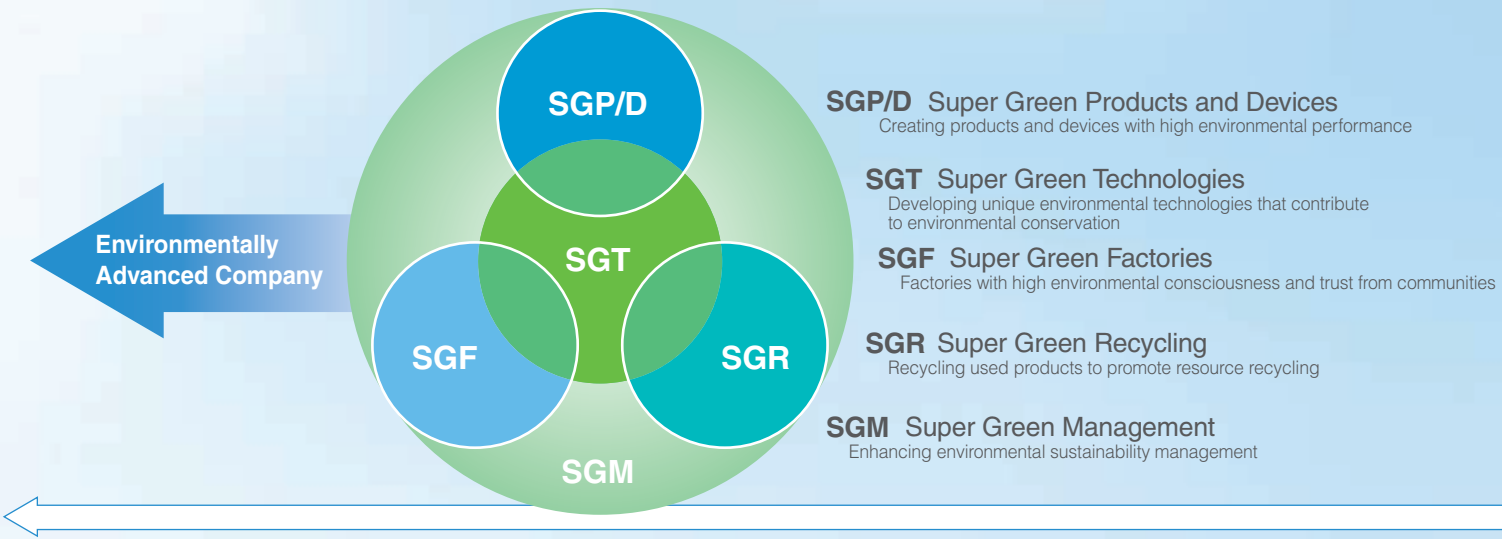 Environmentally
Advanced Company
SGP/D
SGT
SGF
SGR
SGM
SGP/D Super Green Products and Devices
Creating products and devices with high environmental performance
SGT Super Green Technologies
Developing unique environmental technologies that contribute
to environmental conservation
SGF Super Green Factories
Factories with high environmental consciousness and trust from communities
SGR Super Green Recycling
Recycling used products to promote resource recycling
SGM Super Green Management
Enhancing environmental sustainability management